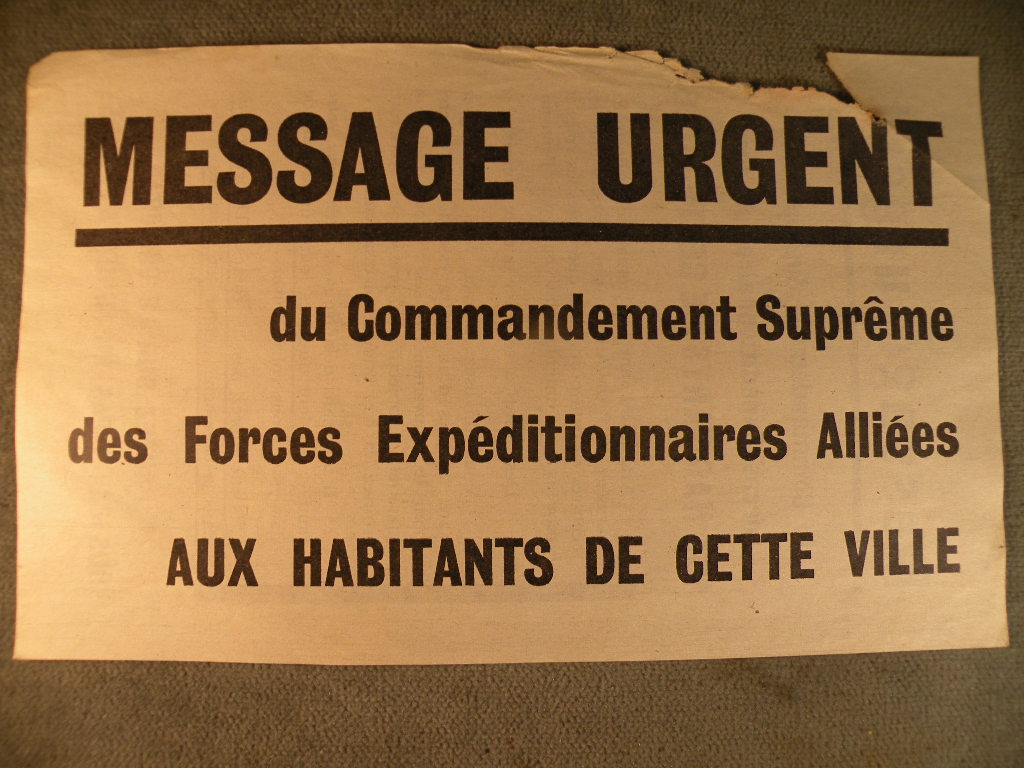 MESSAGE URGENT
du Commandement Suprême
des Forces Expéditionnaires Alliées
AUX HABITANTS DE CETTE VILLE